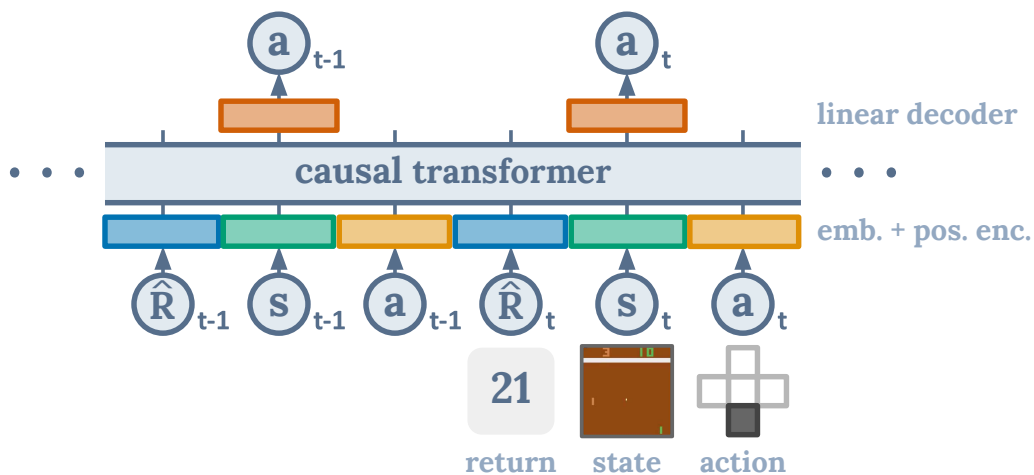 a t-1 a t
linear decoder
causal transformer
emb. + pos. enc.
R̂ t-1 s t-1 a t-1 R̂ t s t a t
3 10
21
return state action